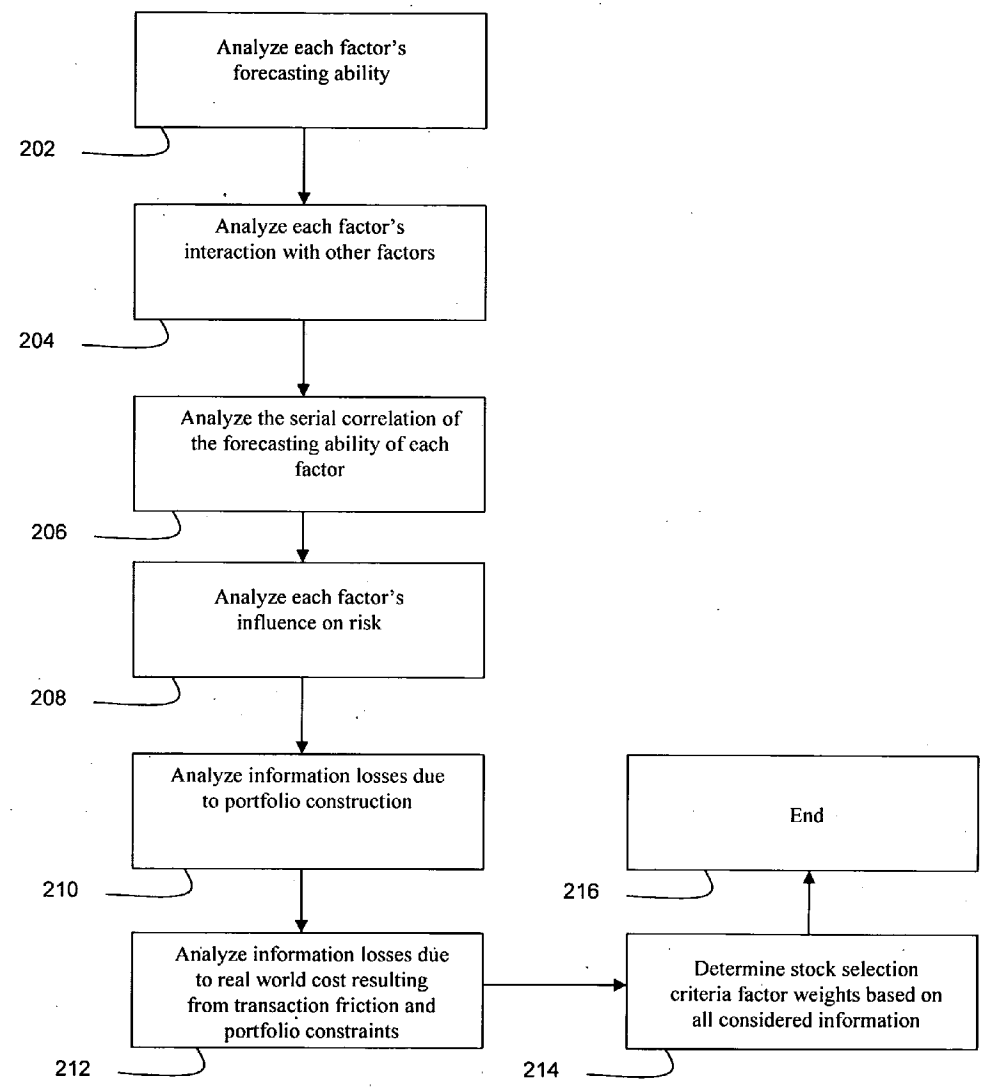 Analyze each factor's
forecasting ability
202
Analyze each factor's
interaction with other factors
204
Analyze the serial correlation of
the forecasting ability of each
factor
206
Analyze each factor's
influence on risk
208
Analyze information losses due
to portfolio construction
210
Analyze information losses due
to real world cost resulting
from transaction friction and
portfolio constraints
212
Determine stock selection
criteria factor weights based on
all considered information
214
End
216